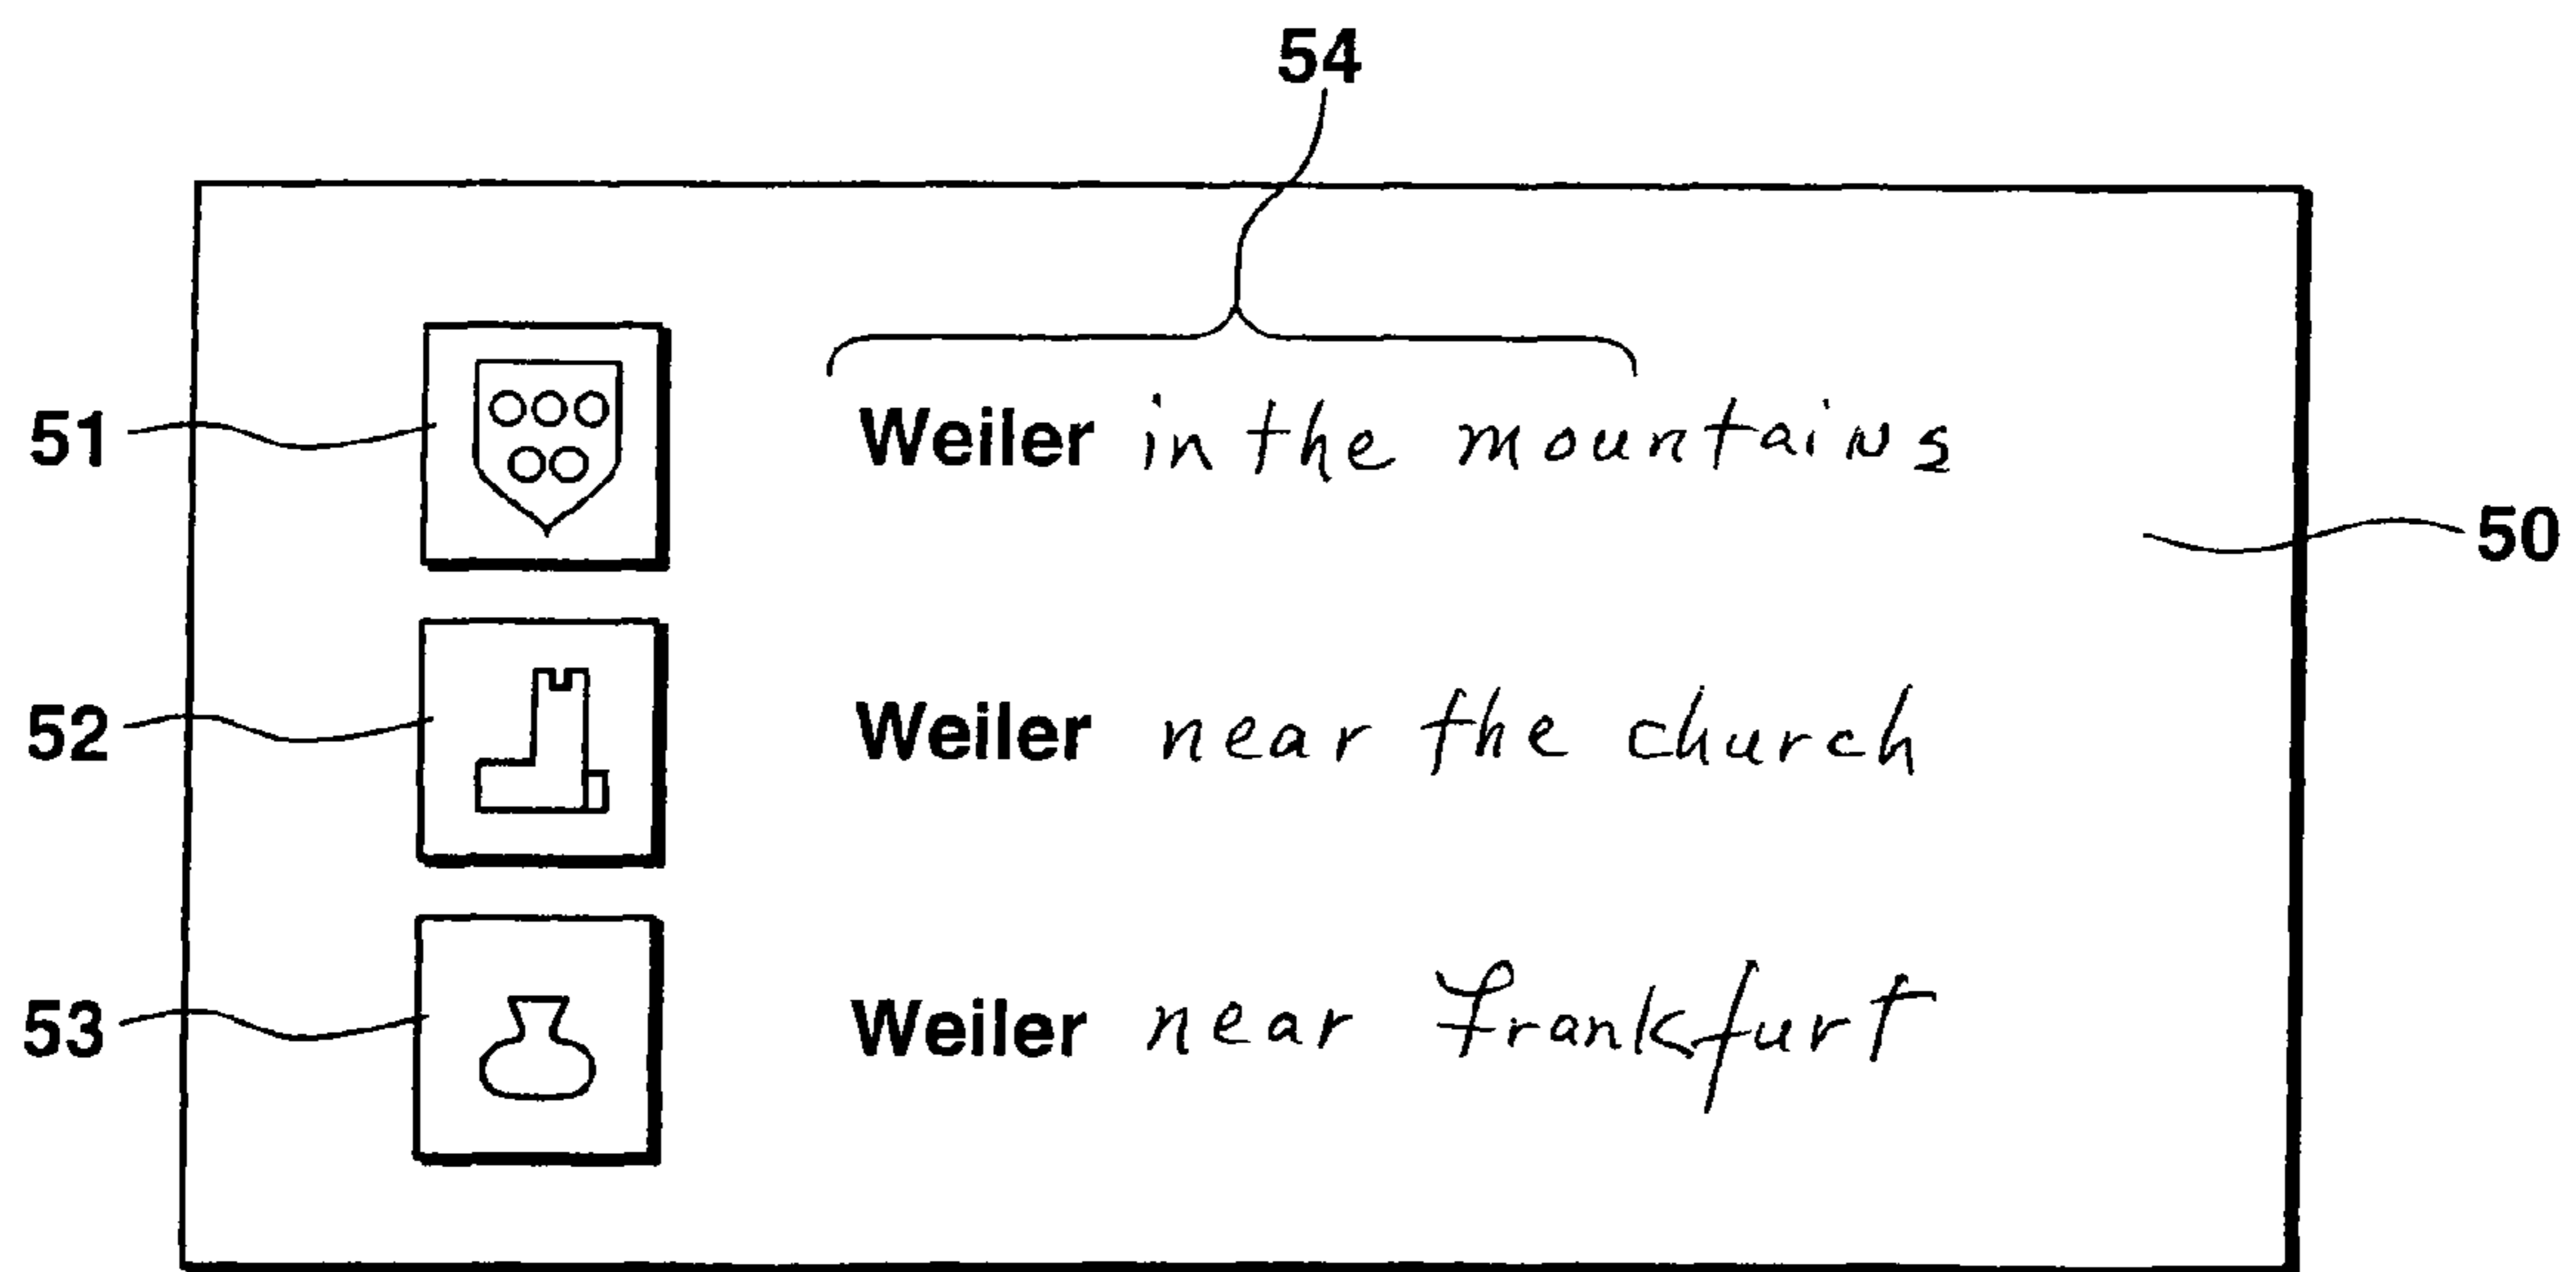 54
51 Weiler in the mountains
50
52 Weiler near the church
53 Weiler near Frankfurt